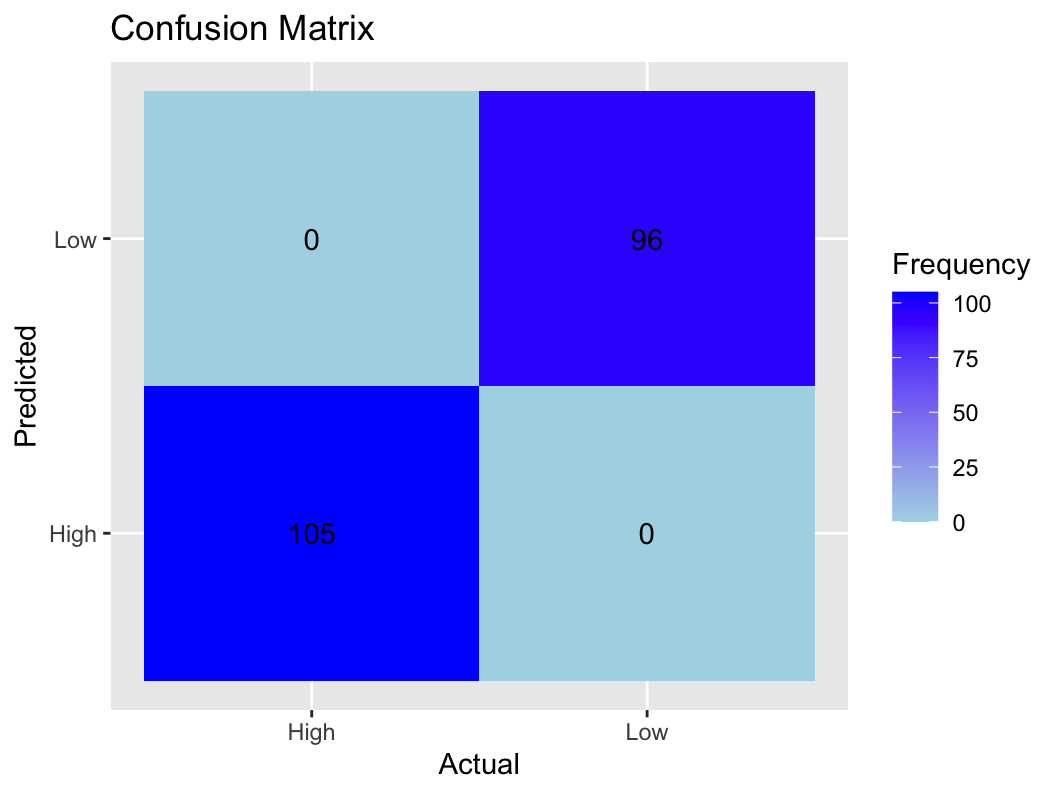 Confusion Matrix
Low
0
96
Predicted
High
105
0
High
Low
Actual
Frequency
100
75
50
25
0